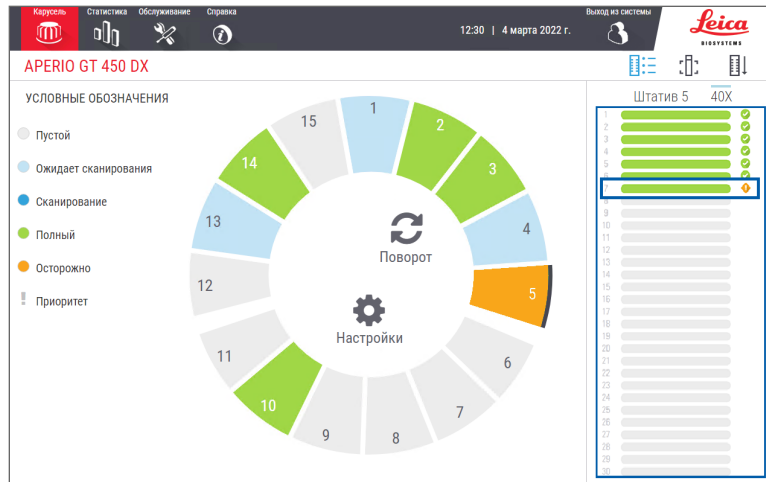 Карусель Статистика Обслуживание Справка
12:30 | 4 марта 2022 г.
Выход из системы
Leica
BIOSYSTEMS
APERIO GT 450 DX
УСЛОВНЫЕ ОБОЗНАЧЕНИЯ
Пустой
Ожидает сканирования
Сканирование
Полный
Осторожно
! Приоритет
1
2
3
4
5
6
7
8
9
10
11
12
13
14
15
Поворот
Настройки
Штатив 5 40X
1
2
3
4
5
6
7
8
9
10
11
12
13
14
15
16
17
18
19
20
21
22
23
24
25
26
27
28
29
30